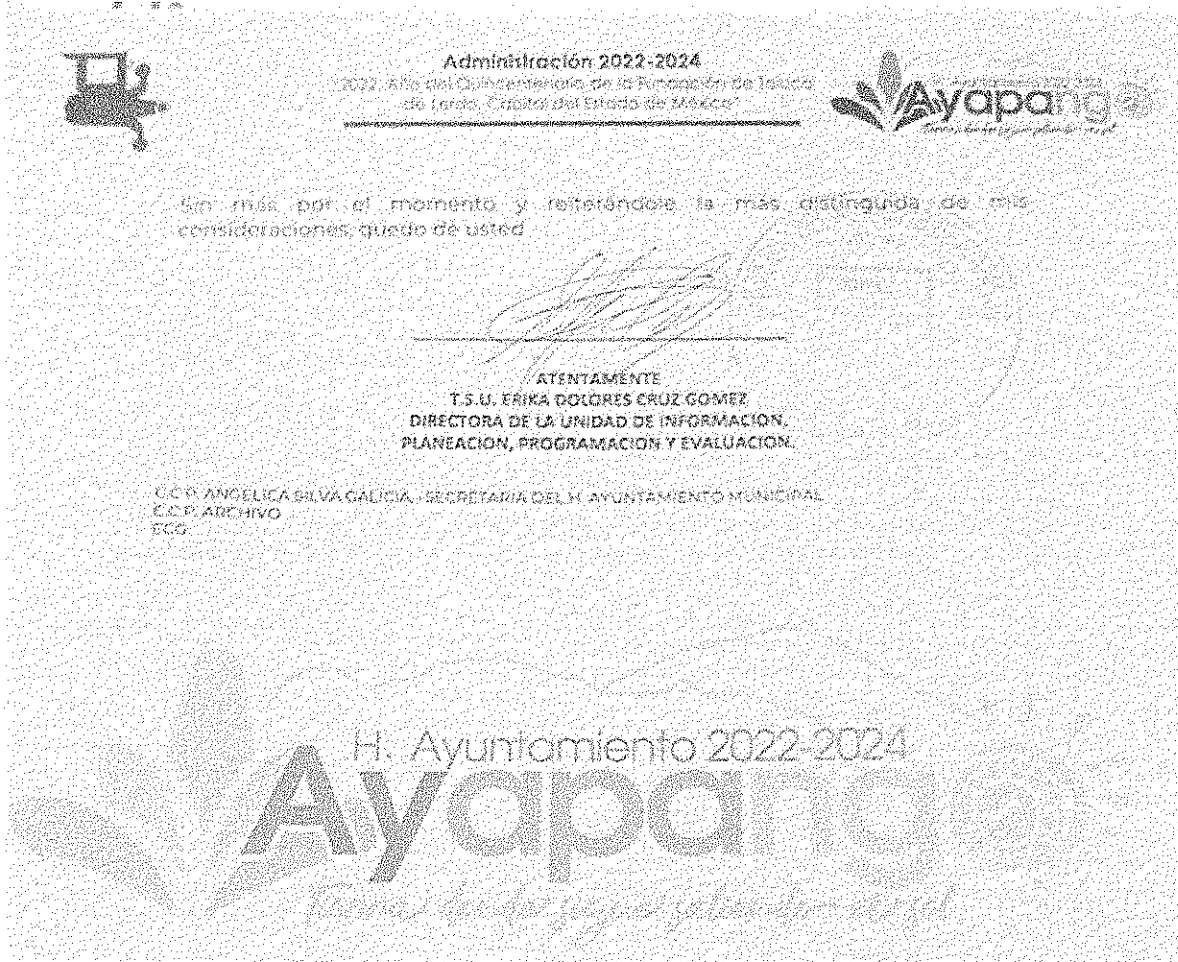 Administración 2022-2024
"2022. Año del Quincentenario de la Fundación de Toluca
de Lerdo, Capital del Estado de México"
Ayapango
Sin más por el momento y reiterándole la más distinguida de mis
consideraciones, quedo de usted
ATENTAMENTE
T.S.U. ERIKA DOLORES CRUZ GOMEZ
DIRECTORA DE LA UNIDAD DE INFORMACION,
PLANEACION, PROGRAMACION Y EVALUACION.
C.C.P. ANGELICA SILVA GALICIA.-SECRETARIA DEL H. AYUNTAMIENTO MUNICIPAL
C.C.P. ARCHIVO
ECG
H. Ayuntamiento 2022-2024
Ayapango